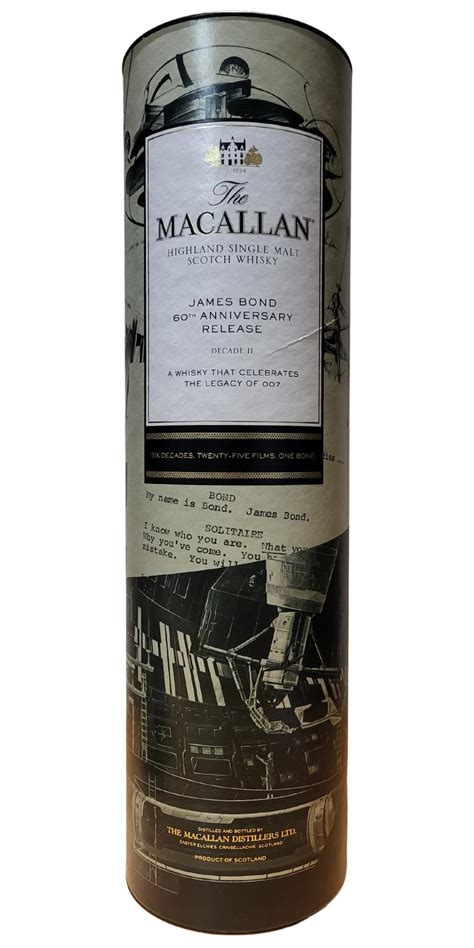 1824
The
MACALLAN
HIGHLAND SINGLE MALT
SCOTCH WHISKY
JAMES BOND
60TH ANNIVERSARY
RELEASE
DECADE II
A WHISKY THAT CELEBRATES
THE LEGACY OF 007
SIX DECADES, TWENTY-FIVE FILMS, ONE BOND
BOND
My name is Bond. James Bond.
SOLITAIRE
I know who you are. What
Why you've come. You
mistake. You will
DISTILLED AND BOTTLED BY
THE MACALLAN DISTILLERS LTD.
EASTER ELCHIES CRAIGELLACHIE SCOTLAND
PRODUCT OF SCOTLAND